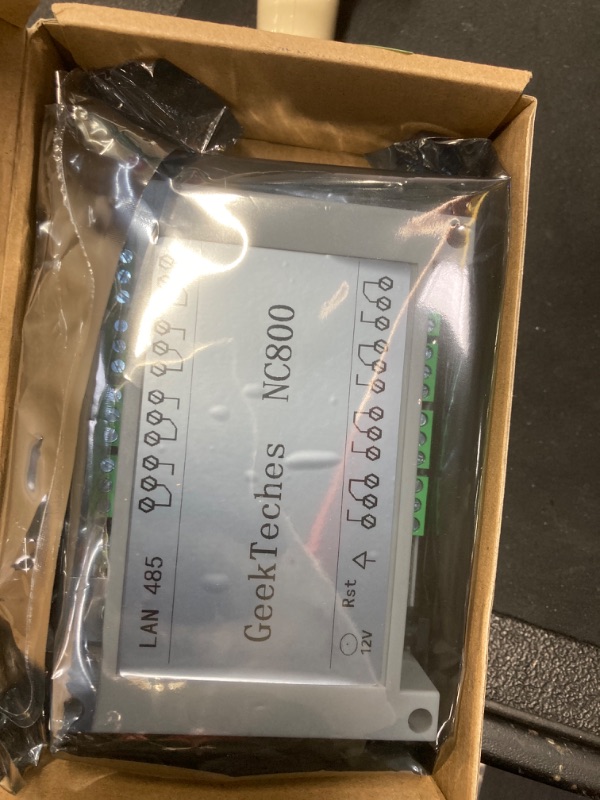 LAN 485
GeekTeches NC800
Rst
12V